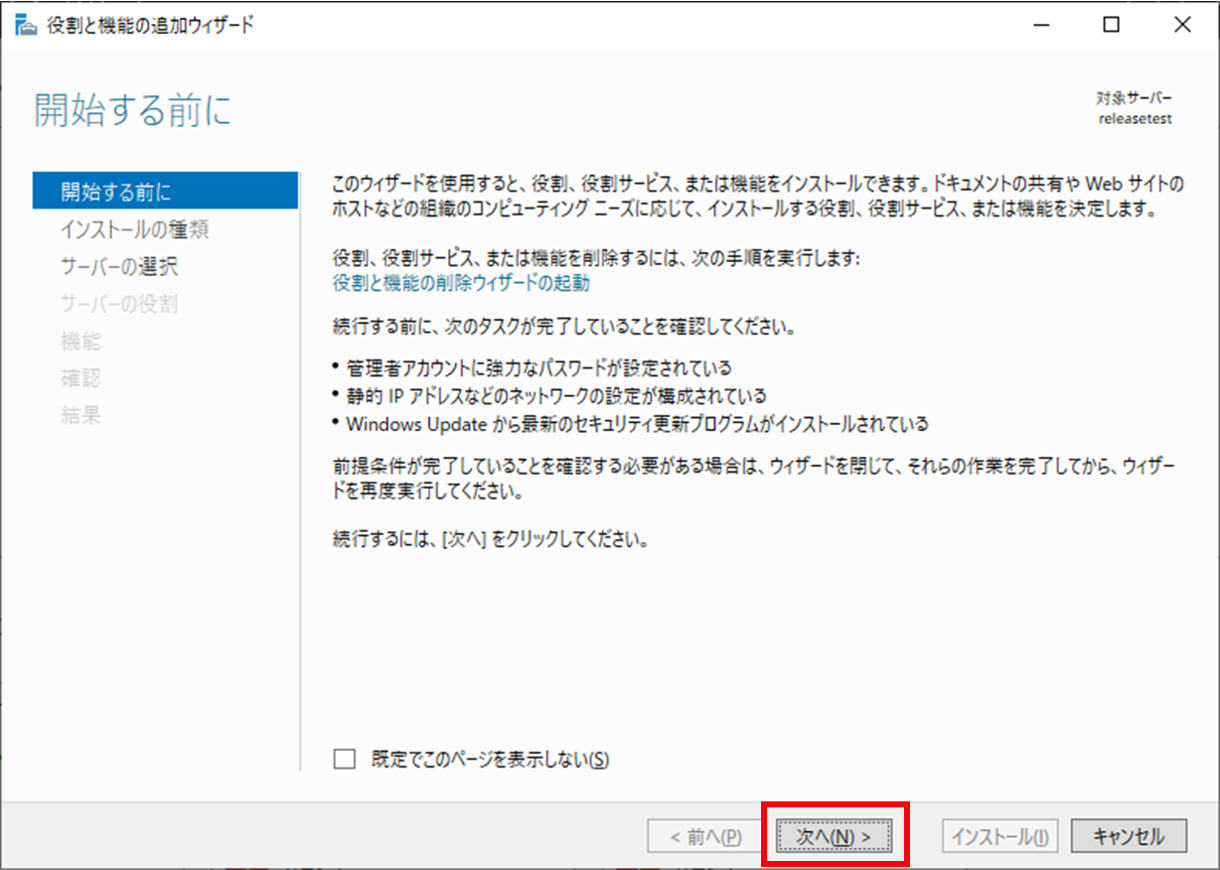 役割と機能の追加ウィザード
開始する前に
対象サーバー
releasetest
開始する前に
インストールの種類
サーバーの選択
サーバーの役割
機能
確認
結果
このウィザードを使用すると、役割、役割サービス、または機能をインストールできます。ドキュメントの共有や Web サイトの
ホストなどの組織のコンピューティング ニーズに応じて、インストールする役割、役割サービス、または機能を決定します。
役割、役割サービス、または機能を削除するには、次の手順を実行します:
役割と機能の削除ウィザードの起動
続行する前に、次のタスクが完了していることを確認してください。
• 管理者アカウントに強力なパスワードが設定されている
• 静的 IP アドレスなどのネットワークの設定が構成されている
• Windows Update から最新のセキュリティ更新プログラムがインストールされている
前提条件が完了していることを確認する必要がある場合は、ウィザードを閉じて、それらの作業を完了してから、ウィザー
ドを再度実行してください。
続行するには、[次へ] をクリックしてください。
既定でこのページを表示しない(S)
< 前へ(P)
次へ(N) >
インストール(I)
キャンセル